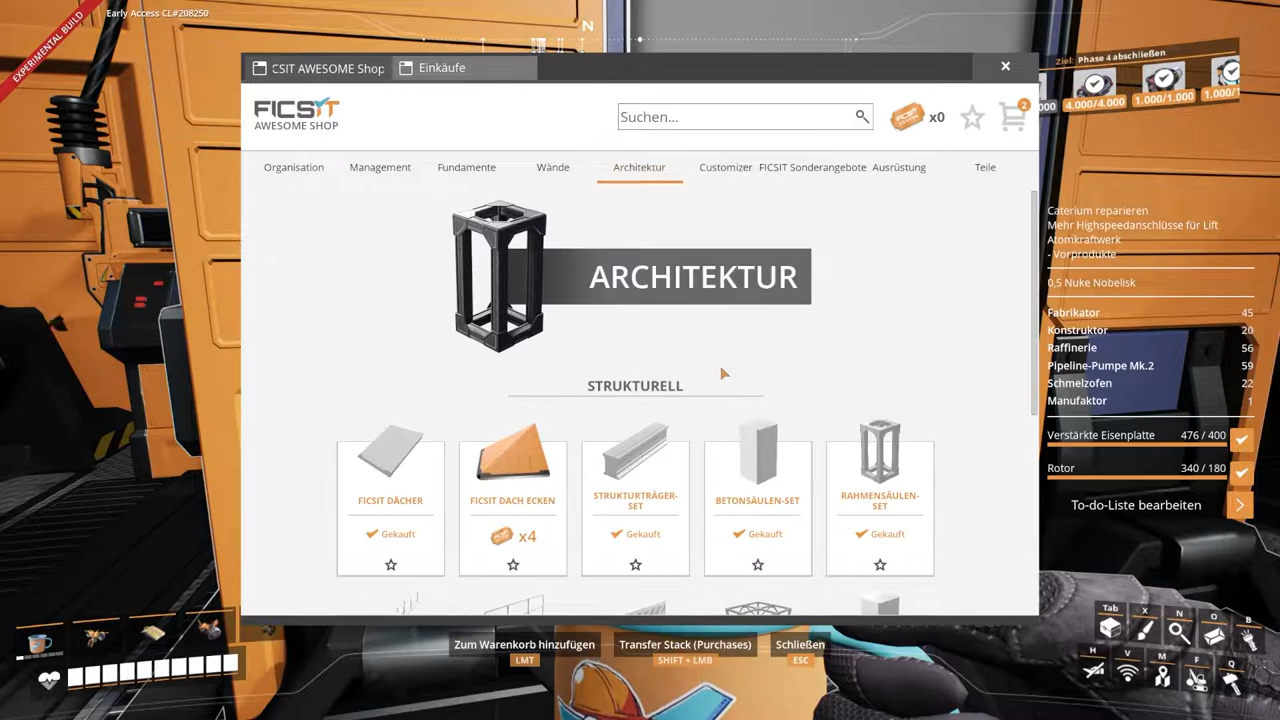 EXPERIMENTAL BUILD
Early Access CL#208250
N
CSIT AWESOME Shop
Einkäufe
×
Ziel: Phase 4 abschließen
000
4.000/4.000
1.000/1.000
1.000/1
FICSIT
AWESOME SHOP
Suchen...
x0
2
Organisation
Management
Fundamente
Wände
Architektur
Customizer
FICSIT Sonderangebote
Ausrüstung
Teile
ARCHITEKTUR
STRUKTURELL
FICSIT DÄCHER
Gekauft
FICSIT DACH ECKEN
x4
STRUKTURTRÄGER-
SET
Gekauft
BETONSÄULEN-SET
Gekauft
RAHMENSÄULEN-
SET
Gekauft
Caterium reparieren
Mehr Highspeedanschlüsse für Lift
Atomkraftwerk
- Vorprodukte
0,5 Nuke Nobelisk
Fabrikator 45
Konstruktor 20
Raffinerie 56
Pipeline-Pumpe Mk.2 59
Schmelzofen 22
Manufaktor 1
Verstärkte Eisenplatte 476 / 400
Rotor 340 / 180
To-do-Liste bearbeiten
Zum Warenkorb hinzufügen
LMT
Transfer Stack (Purchases)
SHIFT + LMB
Schließen
ESC
Tab X N O B
H V M F Q